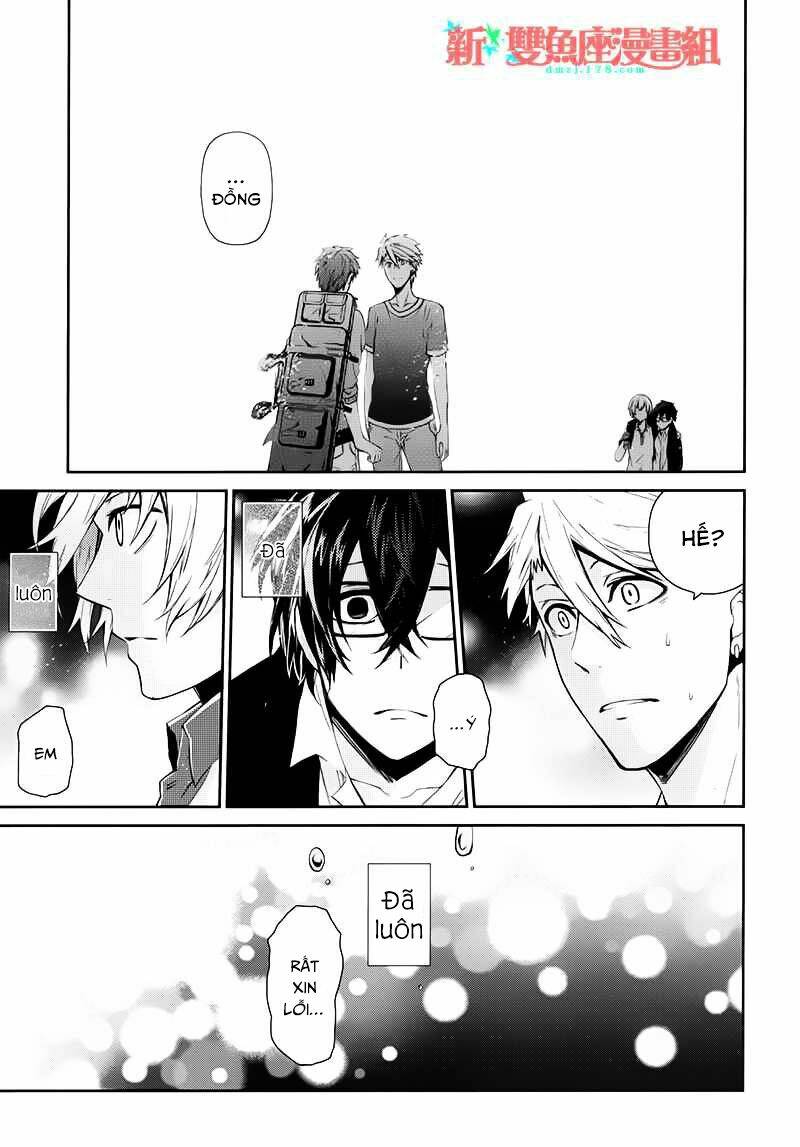 新☆雙魚座漫畫組
dmzj.178.com
...
ĐỒNG
HẾ?
Đã
...Ý
luôn
EM
Đã
luôn
RẤT
XIN
LỖI...